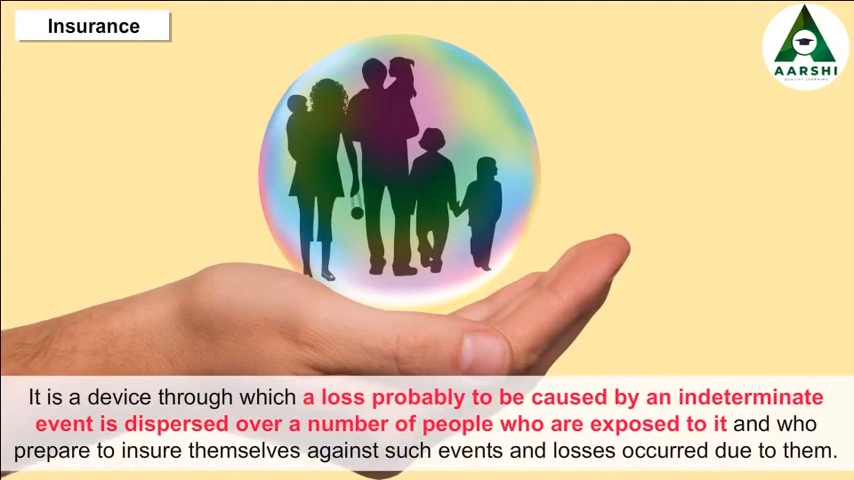 Insurance
AARSHI
QUALITY LEARNING
It is a device through which a loss probably to be caused by an indeterminate
event is dispersed over a number of people who are exposed to it and who
prepare to insure themselves against such events and losses occurred due to them.